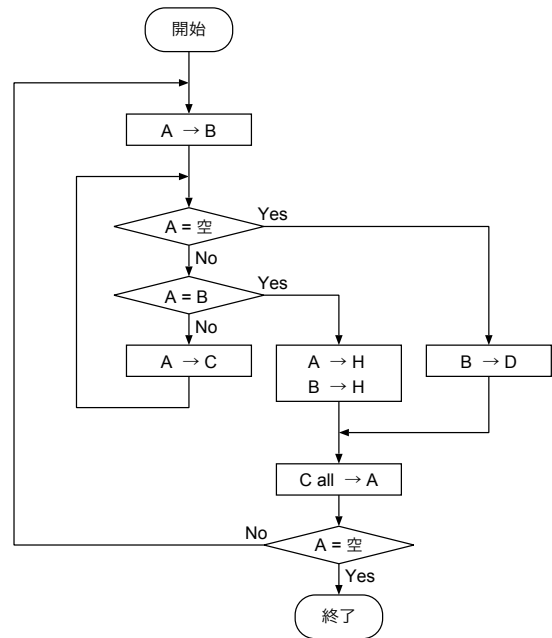 開始
A → B
A = 空
Yes
No
A = B
Yes
No
A → C
A → H
B → H
B → D
C all → A
No
A = 空
Yes
終了